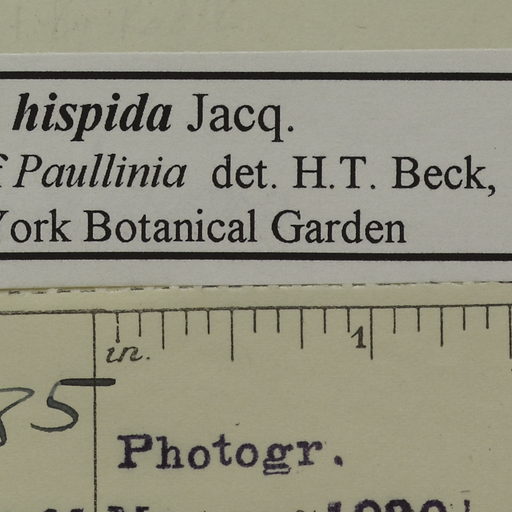 hispida Jacq.
f Paullinia det. H.T. Beck,
York Botanical Garden
in. 1
85
Photogr.